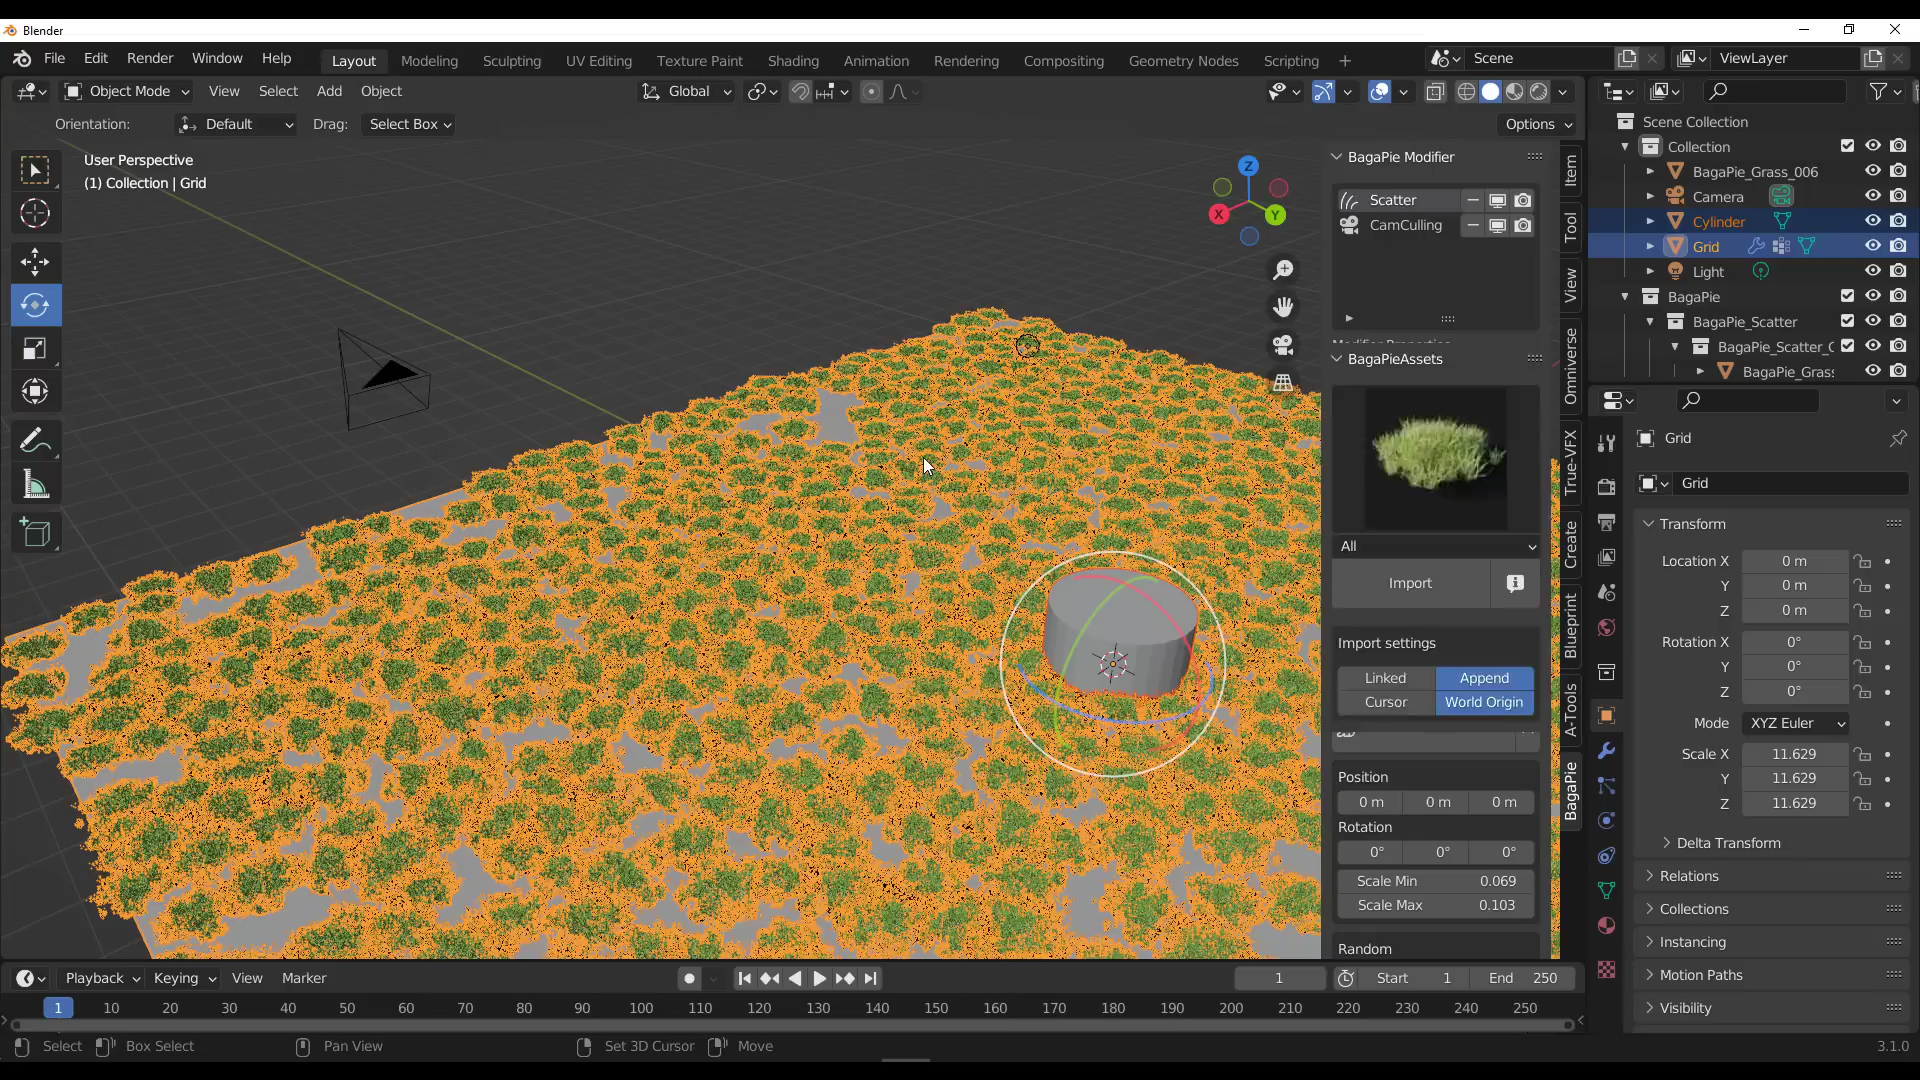 Blender
File Edit Render Window Help Layout Modeling Sculpting UV Editing Texture Paint Shading Animation Rendering Compositing Geometry Nodes Scripting + Scene ViewLayer
Object Mode View Select Add Object Global
Orientation: Default Drag: Select Box Options
User Perspective
(1) Collection | Grid
Z
X
Y
BagaPie Modifier
Scatter
CamCulling
BagaPieAssets
All
Import
Import settings
Linked Append
Cursor World Origin
Position
0 m 0 m 0 m
Rotation
0° 0° 0°
Scale Min 0.069
Scale Max 0.103
Random
Item
Tool
View
Omniverse
True-VFX
Create
Blueprint
A-Tools
BagaPie
Scene Collection
Collection
BagaPie_Grass_006
Camera
Cylinder
Grid
Light
BagaPie
BagaPie_Scatter
BagaPie_Scatter_C
BagaPie_Gras
Grid
Grid
Transform
Location X 0 m
Y 0 m
Z 0 m
Rotation X 0°
Y 0°
Z 0°
Mode XYZ Euler
Scale X 11.629
Y 11.629
Z 11.629
Delta Transform
Relations
Collections
Instancing
Motion Paths
Visibility
Playback Keying View Marker 1 Start 1 End 250
1 10 20 30 40 50 60 70 80 90 100 110 120 130 140 150 160 170 180 190 200 210 220 230 240 250
Select Box Select Pan View Set 3D Cursor Move 3.1.0